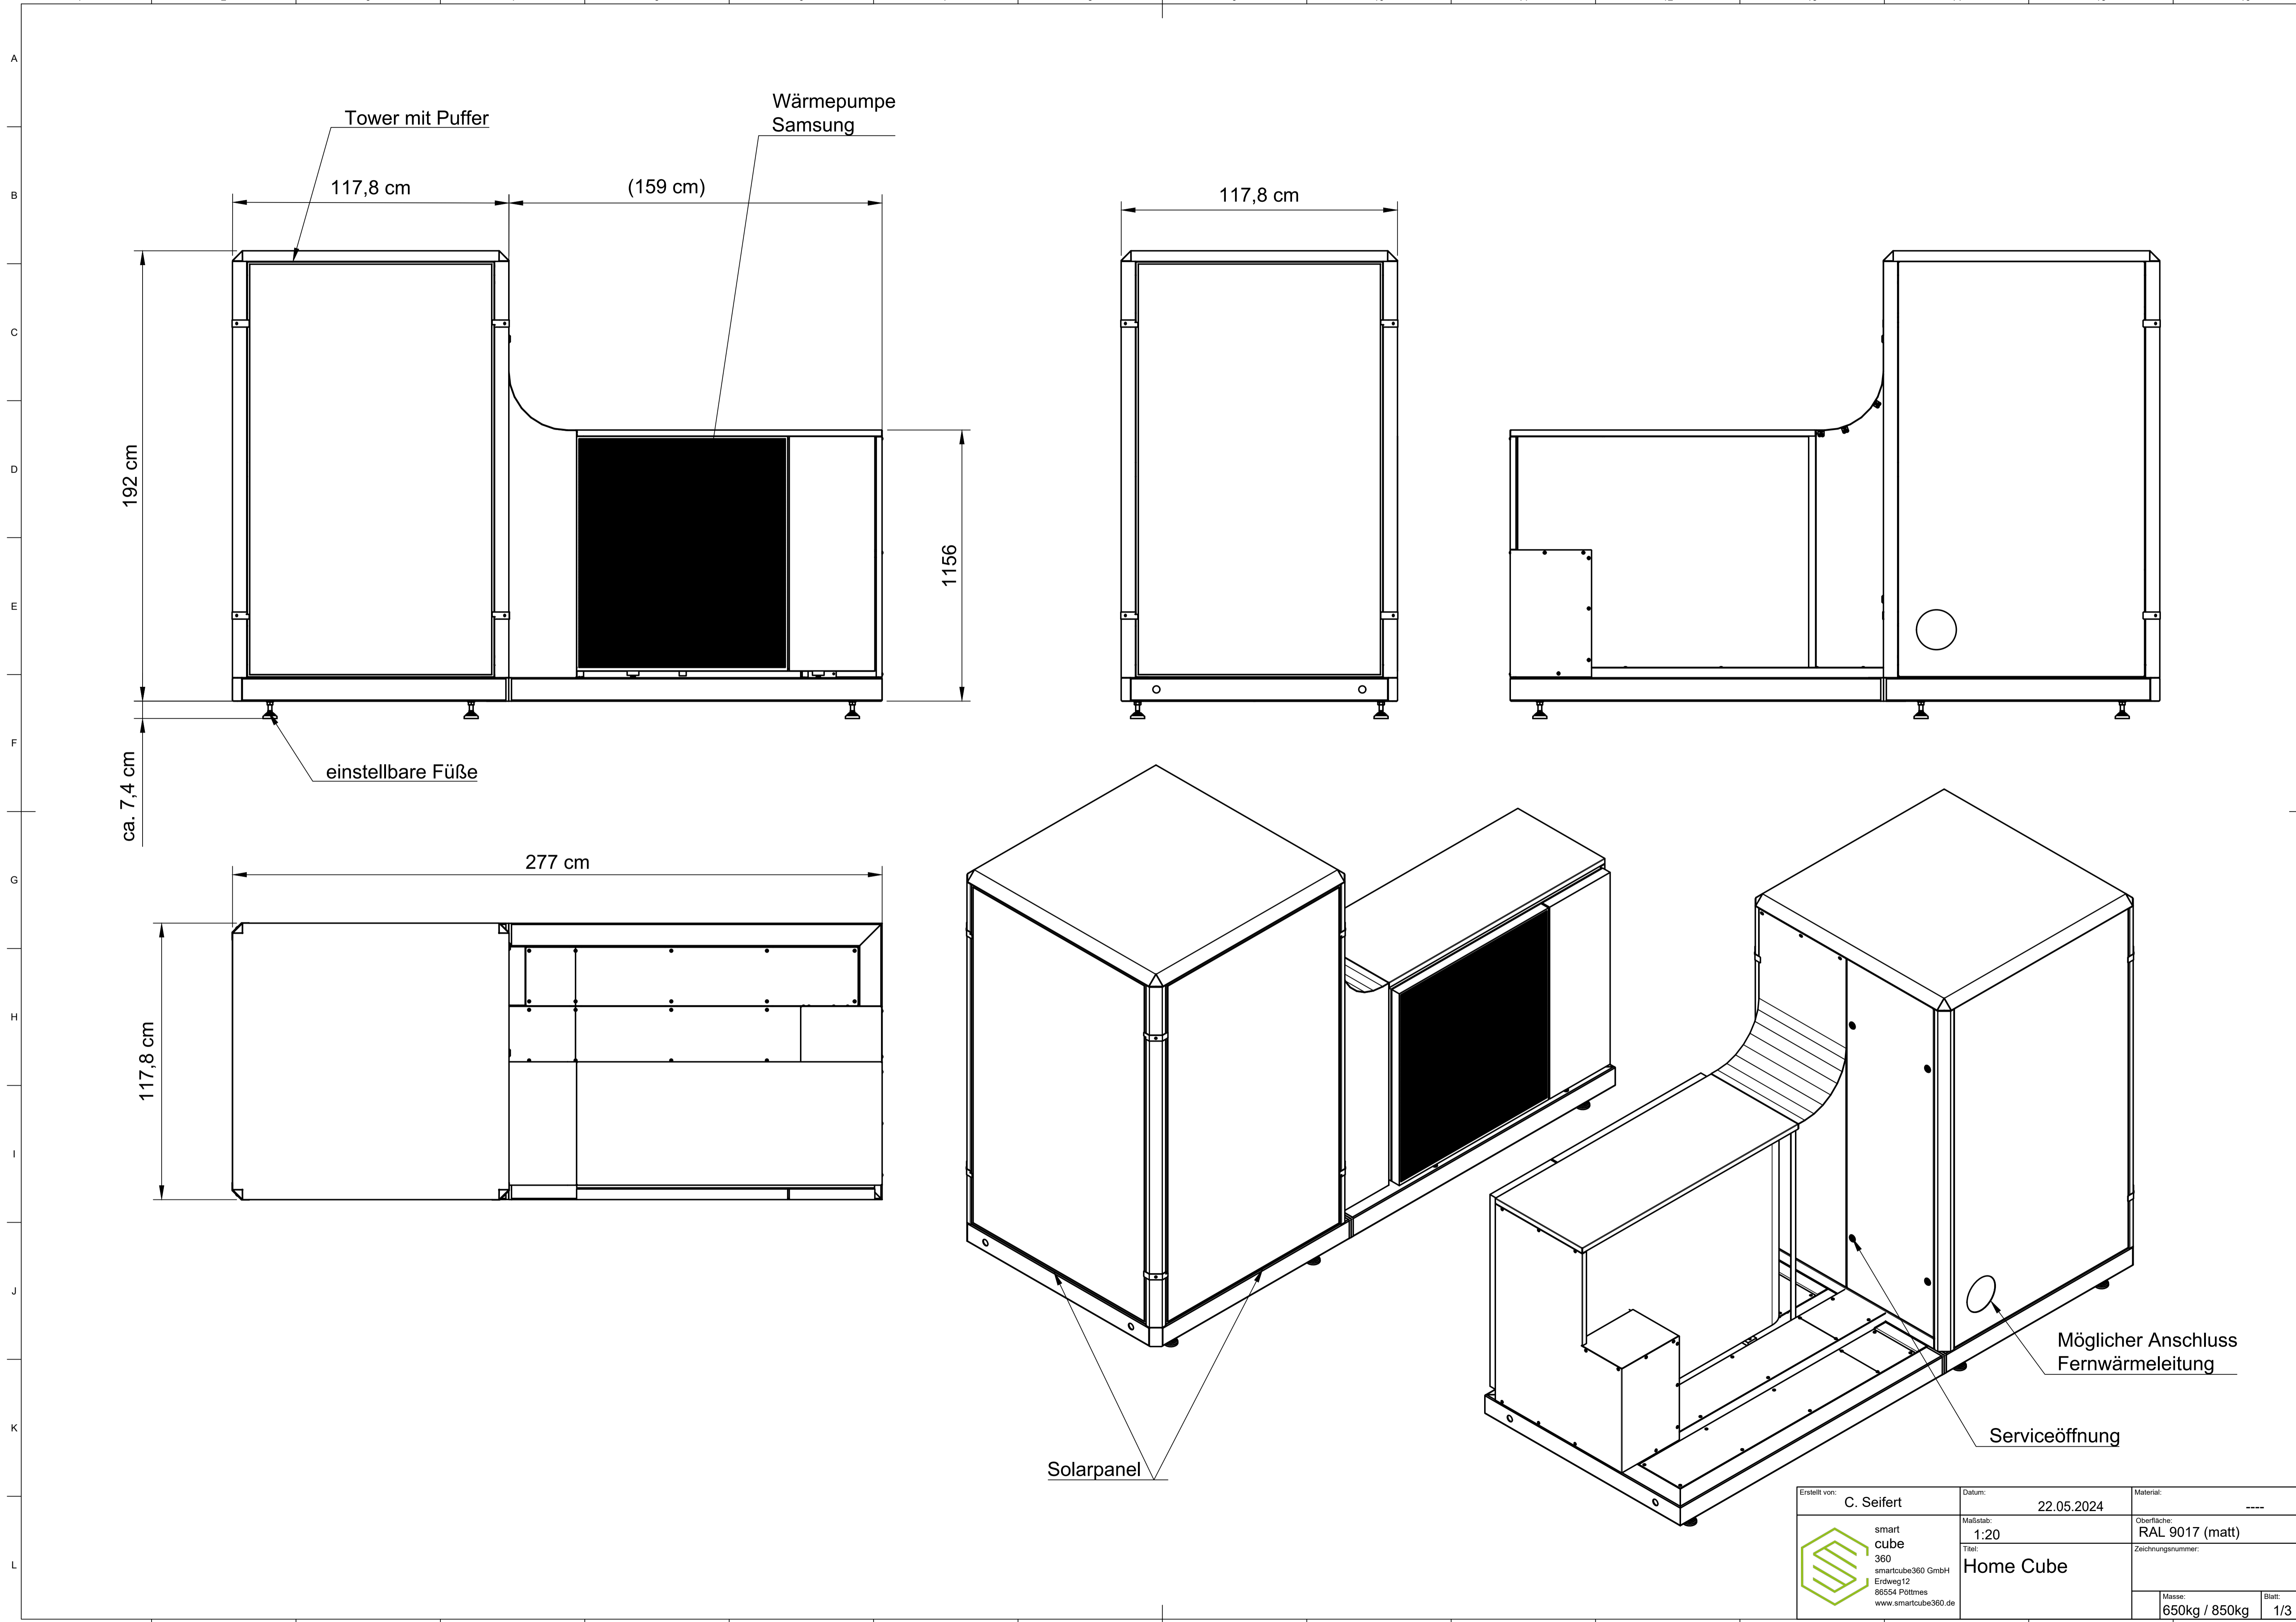 A
B
C
D
E
F
G
H
I
J
K
L
Tower mit Puffer
Wärmepumpe
Samsung
117,8 cm
(159 cm)
117,8 cm
192 cm
1156
ca. 7,4 cm
einstellbare Füße
277 cm
117,8 cm
Solarpanel
Möglicher Anschluss
Fernwärmeleitung
Serviceöffnung
Erstellt von:
C. Seifert
Datum:
22.05.2024
Material:
----
Maßstab:
1:20
Oberfläche:
RAL 9017 (matt)
smart
cube
360
smartcube360 GmbH
Erdweg12
86554 Pöttmes
www.smartcube360.de
Titel:
Home Cube
Zeichnungsnummer:
Masse:
650kg / 850kg
Blatt:
1/3